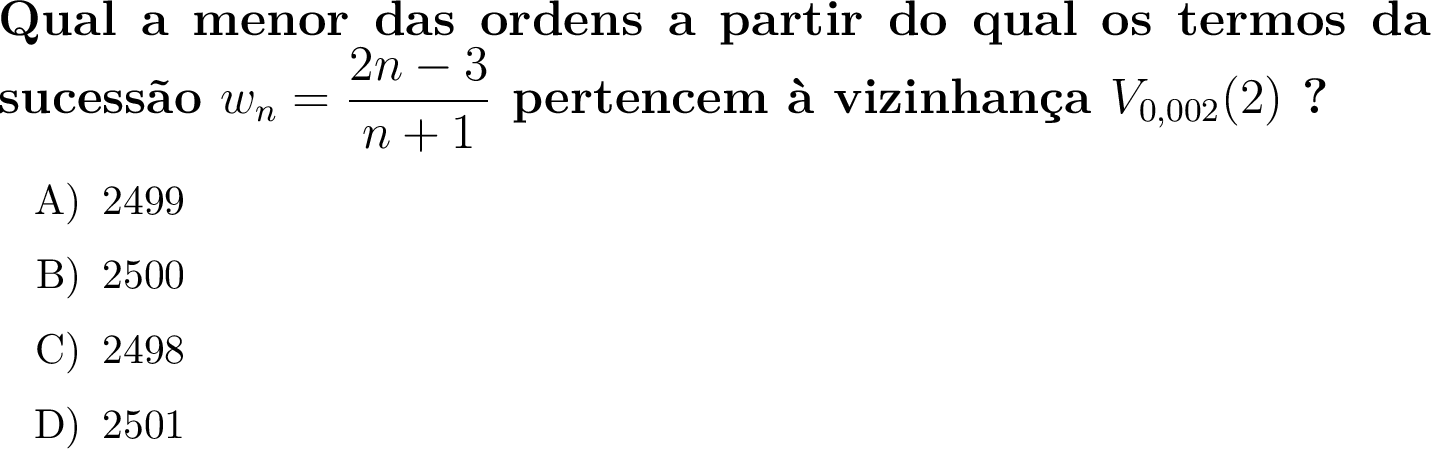 Qual a menor das ordens a partir do qual os termos da
sucessão $w_n = \dfrac{2n-3}{n+1}$ pertencem à vizinhança $V_{0,002}(2)$ ?
A) 2499
B) 2500
C) 2498
D) 2501